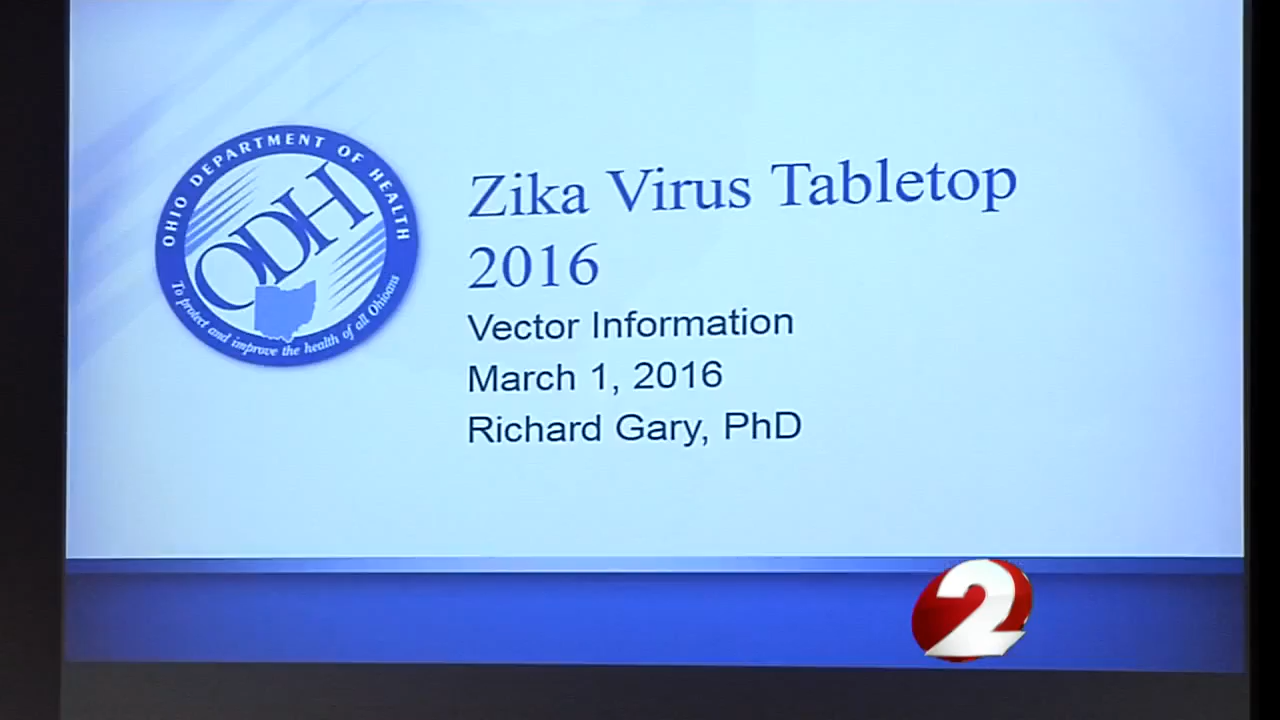 OHIO DEPARTMENT OF HEALTH
ODH
To protect and improve the health of all Ohioans
Zika Virus Tabletop
2016
Vector Information
March 1, 2016
Richard Gary, PhD
2